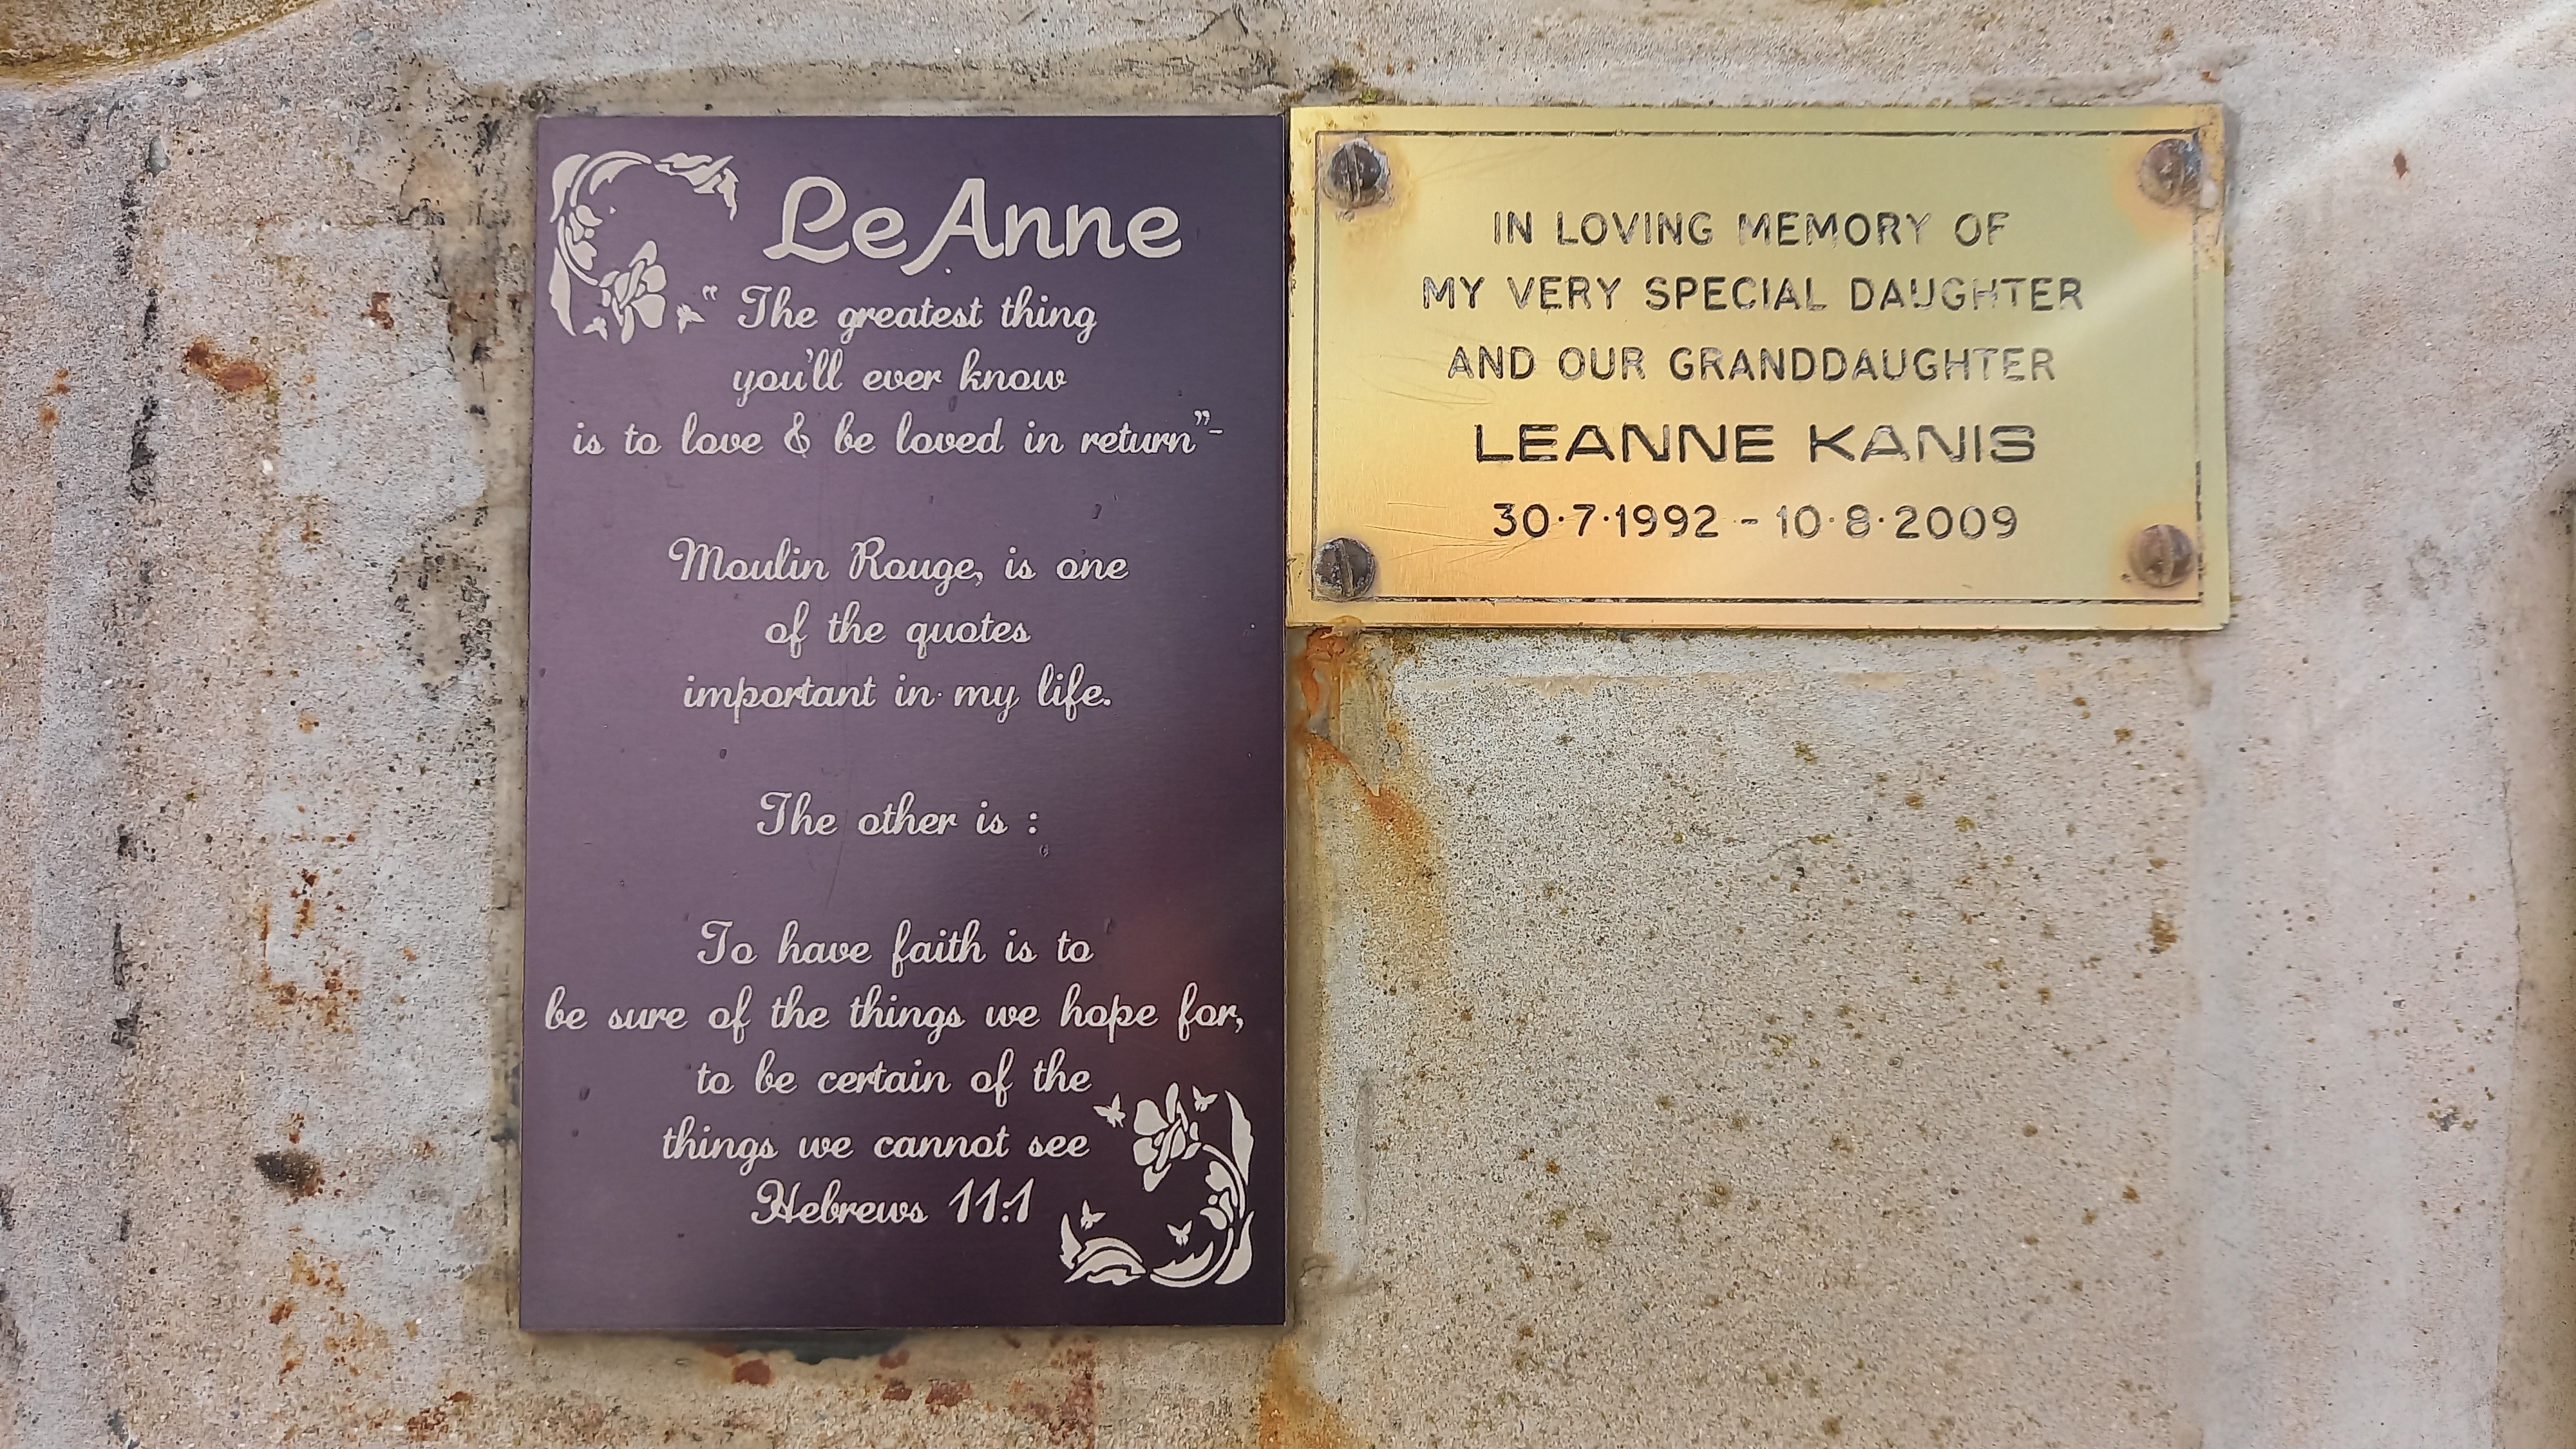 LeAnne
" The greatest thing
you'll ever know
is to love & be loved in return"-
Moulin Rouge, is one
of the quotes
important in my life.
The other is :
To have faith is to
be sure of the things we hope for,
to be certain of the
things we cannot see
Hebrews 11:1
IN LOVING MEMORY OF
MY VERY SPECIAL DAUGHTER
AND OUR GRANDDAUGHTER
LEANNE KANIS
30·7·1992 - 10·8·2009